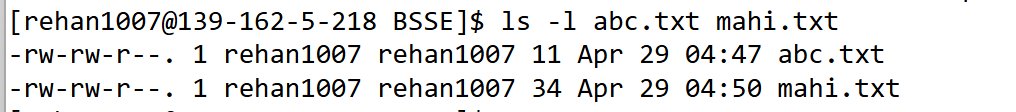 [rehan1007@139-162-5-218 BSSE]$ ls -l abc.txt mahi.txt
-rw-rw-r--. 1 rehan1007 rehan1007 11 Apr 29 04:47 abc.txt
-rw-rw-r--. 1 rehan1007 rehan1007 34 Apr 29 04:50 mahi.txt